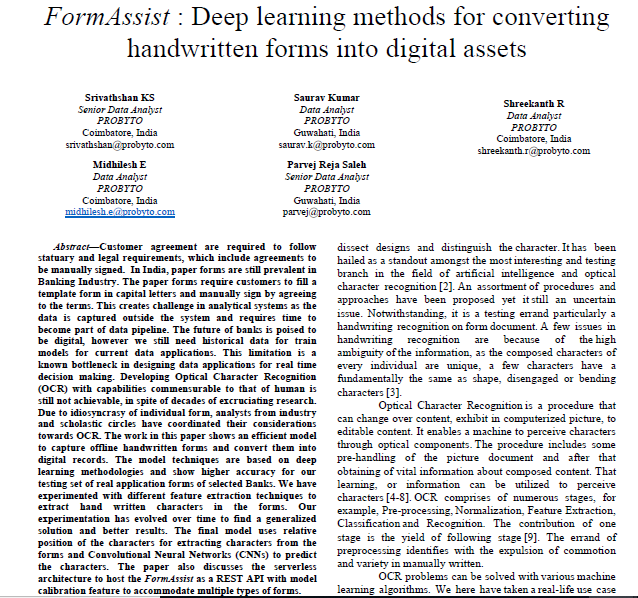 FormAssist : Deep learning methods for converting
handwritten forms into digital assets
Srivathshan KS
Senior Data Analyst
PROBYTO
Coimbatore, India
srivathshan@probyto.com
Saurav Kumar
Data Analyst
PROBYTO
Guwahati, India
saurav.k@probyto.com
Shreekanth R
Data Analyst
PROBYTO
Coimbatore, India
shreekanth.r@probyto.com
Midhilesh E
Data Analyst
PROBYTO
Coimbatore, India
midhilesh.e@probyto.com
Parvej Reja Saleh
Senior Data Analyst
PROBYTO
Guwahati, India
parvej@probyto.com
Abstract—Customer agreement are required to follow
statuary and legal requirements, which include agreements to
be manually signed. In India, paper forms are still prevalent in
Banking Industry. The paper forms require customers to fill a
template form in capital letters and manually sign by agreeing
to the terms. This creates challenge in analytical systems as the
data is captured outside the system and requires time to
become part of data pipeline. The future of banks is poised to
be digital, however we still need historical data for train
models for current data applications. This limitation is a
known bottleneck in designing data applications for real time
decision making. Developing Optical Character Recognition
(OCR) with capabilities commensurable to that of human is
still not achievable, in spite of decades of excruciating research.
Due to idiosyncrasy of individual form, analysts from industry
and scholastic circles have coordinated their considerations
towards OCR. The work in this paper shows an efficient model
to capture offline handwritten forms and convert them into
digital records. The model techniques are based on deep
learning methodologies and show higher accuracy for our
testing set of real application forms of selected Banks. We have
experimented with different feature extraction techniques to
extract hand written characters in the forms. Our
experimentation has evolved over time to find a generalized
solution and better results. The final model uses relative
position of the characters for extracting characters from the
forms and Convolutional Neural Networks (CNNs) to predict
the characters. The paper also discusses the serverless
architecture to host the FormAssist as a REST API with model
calibration feature to accommodate multiple types of forms.
dissect designs and distinguish the character. It has been
hailed as a standout amongst the most interesting and testing
branch in the field of artificial intelligence and optical
character recognition [2]. An assortment of procedures and
approaches have been proposed yet it still an uncertain
issue. Notwithstanding, it is a testing errand particularly a
handwriting recognition on form document. A few issues in
handwriting recognition are because of the high
ambiguity of the information, as the composed characters of
every individual are unique, a few characters have a
fundamentally the same as shape, disengaged or bending
characters [3].
Optical Character Recognition is a procedure that
can change over content, exhibit in computerized picture, to
editable content. It enables a machine to perceive characters
through optical components. The procedure includes some
pre-handling of the picture document and after that
obtaining of vital information about composed content. That
learning, or information can be utilized to perceive
characters [4-8]. OCR comprises of numerous stages, for
example, Pre-processing, Normalization, Feature Extraction,
Classification and Recognition. The contribution of one
stage is the yield of following stage [9]. The errand of
preprocessing identifies with the expulsion of commotion
and variety in manually written.
OCR problems can be solved with various machine
learning algorithms. We here have taken a real-life use case